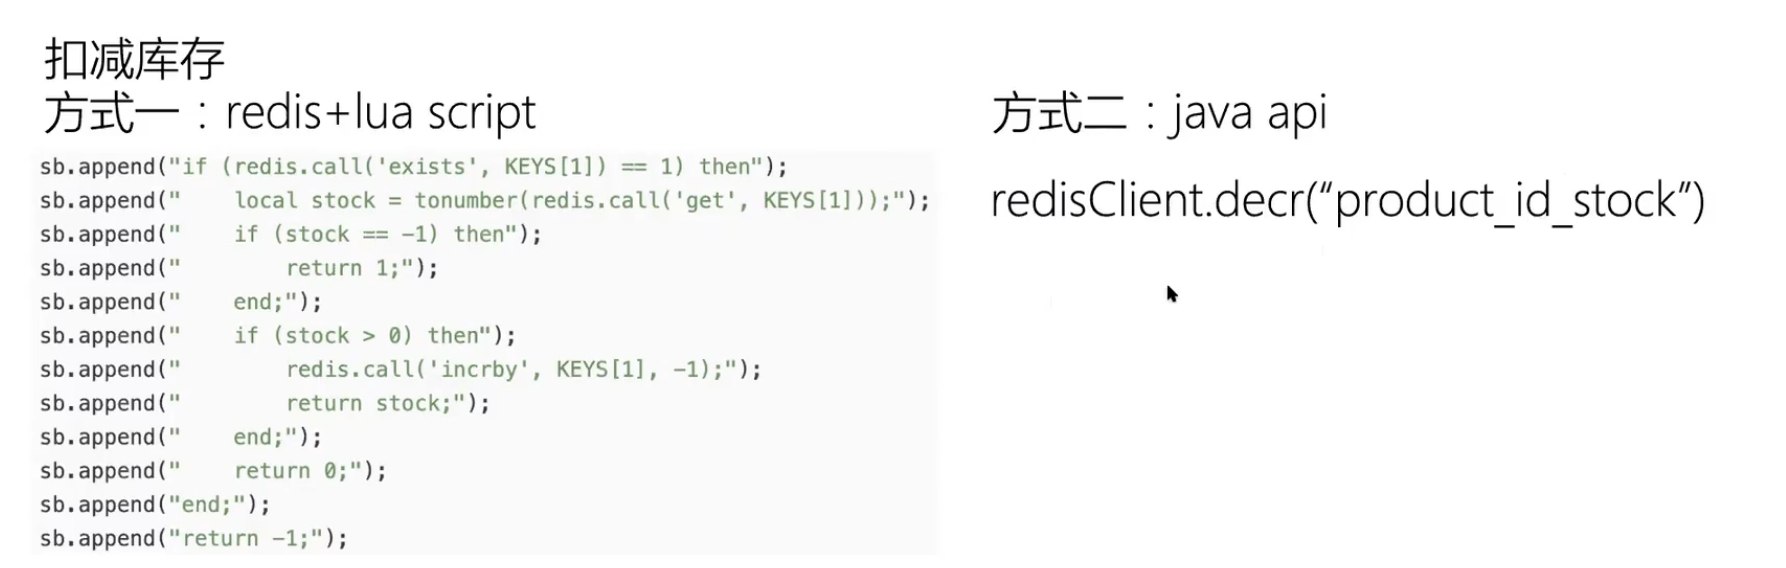 扣减库存
方式一：redis+lua script
sb.append("if (redis.call('exists', KEYS[1]) == 1) then");
sb.append("    local stock = tonumber(redis.call('get', KEYS[1]));");
sb.append("    if (stock == -1) then");
sb.append("        return 1;");
sb.append("    end;");
sb.append("    if (stock > 0) then");
sb.append("        redis.call('incrby', KEYS[1], -1);");
sb.append("        return stock;");
sb.append("    end;");
sb.append("    return 0;");
sb.append("end;");
sb.append("return -1;");
方式二：java api
redisClient.decr(“product_id_stock”)